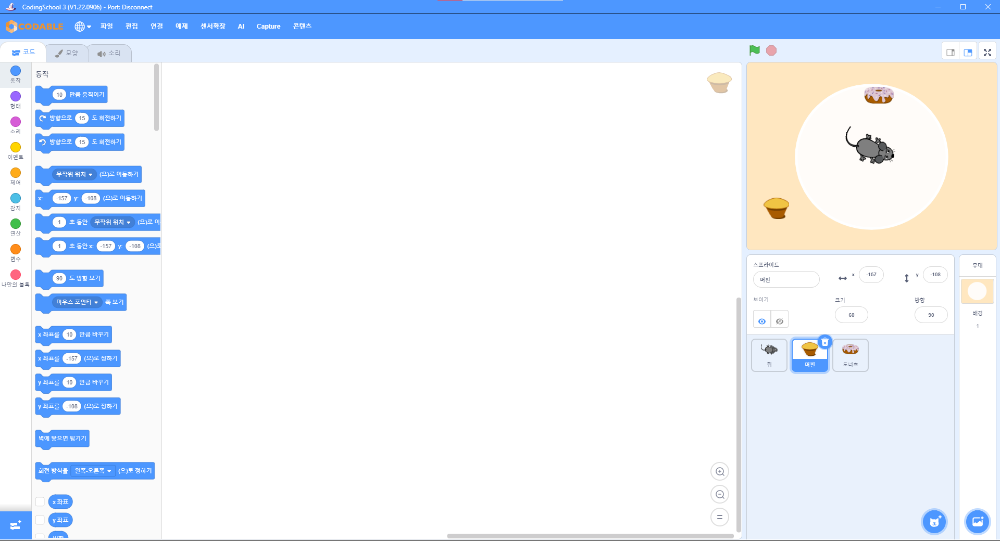 CodingSchool 3 (V1.22.0906) - Port: Disconnect
CODABLE 파일 편집 연결 예제 센서확장 AI Capture 콘텐츠
코드 모양 소리
동작
형태
소리
이벤트
제어
감지
연산
변수
나만의 블록
동작
10 만큼 움직이기
방향으로 15 도 회전하기
방향으로 15 도 회전하기
무작위 위치 (으)로 이동하기
x: -157 y: -108 (으)로 이동하기
1 초 동안 무작위 위치 (으)로 이
1 초 동안 x: -157 y: -108 (으)로
90 도 방향 보기
마우스 포인터 쪽 보기
x 좌표를 10 만큼 바꾸기
x 좌표를 -157 (으)로 정하기
y 좌표를 10 만큼 바꾸기
y 좌표를 -108 (으)로 정하기
벽에 닿으면 튕기기
회전 방식을 왼쪽-오른쪽 (으)로 정하기
x 좌표
y 좌표
방향
스프라이트
머핀 x -157 y -108
보이기 크기 방향
60 90
쥐 머핀 도너츠
무대
배경
1